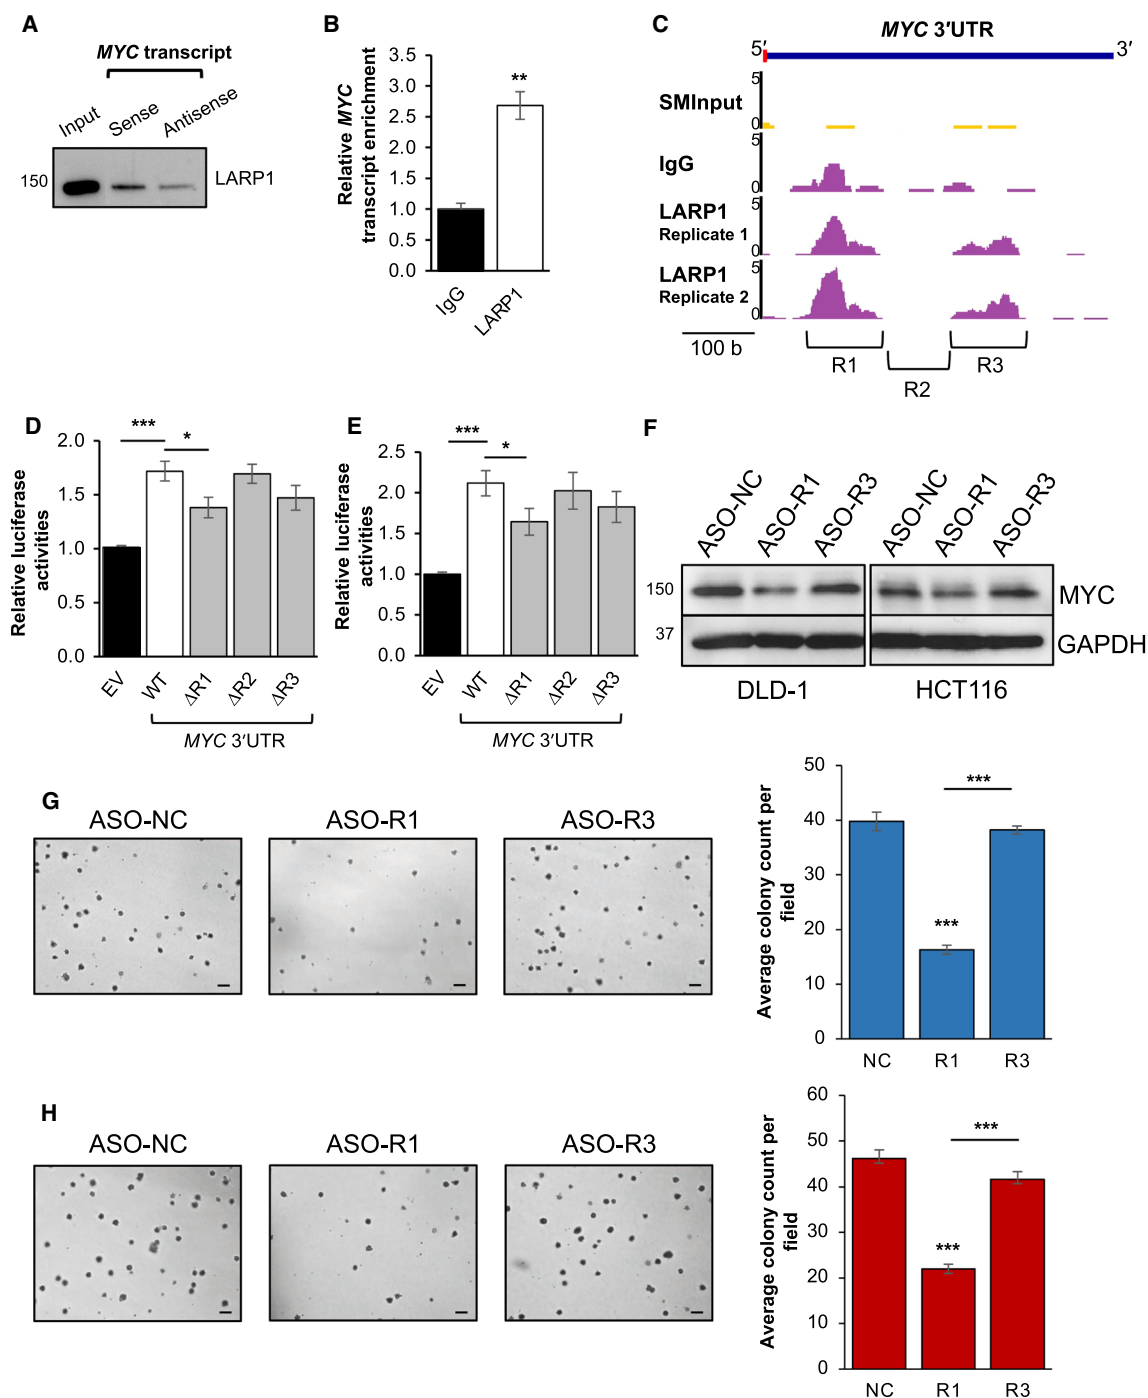 A
MYC transcript
Input
Sense
Antisense
150
LARP1
B
Relative MYC
transcript enrichment
3.5
3.0
2.5
2.0
1.5
1.0
0.5
0.0
**
IgG
LARP1
C
MYC 3′UTR
5′
3′
SMInput
5
0
IgG
5
0
LARP1
Replicate 1
5
0
LARP1
Replicate 2
5
0
100 b
R1
R2
R3
D
Relative luciferase
activities
2.0
1.5
1.0
0.5
0.0
***
*
EV
WT
ΔR1
ΔR2
ΔR3
MYC 3′UTR
E
Relative luciferase
activities
2.5
2.0
1.5
1.0
0.5
0.0
***
*
EV
WT
ΔR1
ΔR2
ΔR3
MYC 3′UTR
F
ASO-NC
ASO-R1
ASO-R3
ASO-NC
ASO-R1
ASO-R3
150
MYC
37
GAPDH
DLD-1
HCT116
G
ASO-NC
ASO-R1
ASO-R3
Average colony count per
field
50
40
30
20
10
0
***
***
NC
R1
R3
H
ASO-NC
ASO-R1
ASO-R3
Average colony count per
field
60
50
40
30
20
10
0
***
***
NC
R1
R3